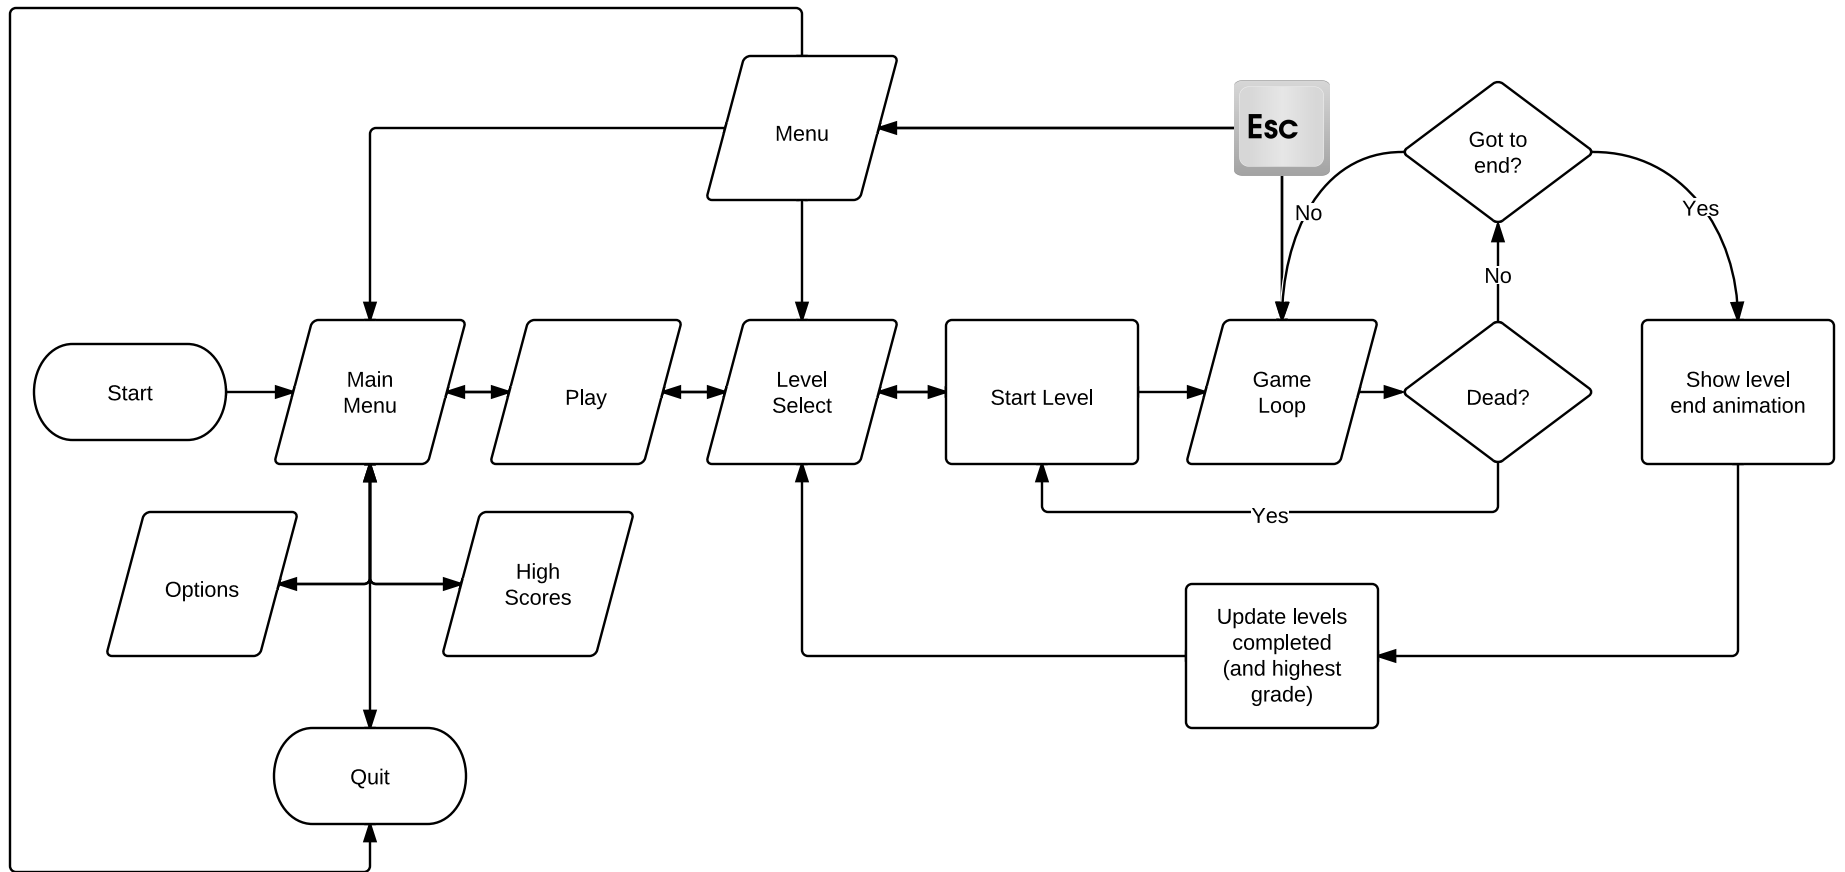 Menu
Esc
Got to
end?
No
Yes
No
Start
Main
Menu
Play
Level
Select
Start Level
Game
Loop
Dead?
Show level
end animation
Yes
Options
High
Scores
Update levels
completed
(and highest
grade)
Quit